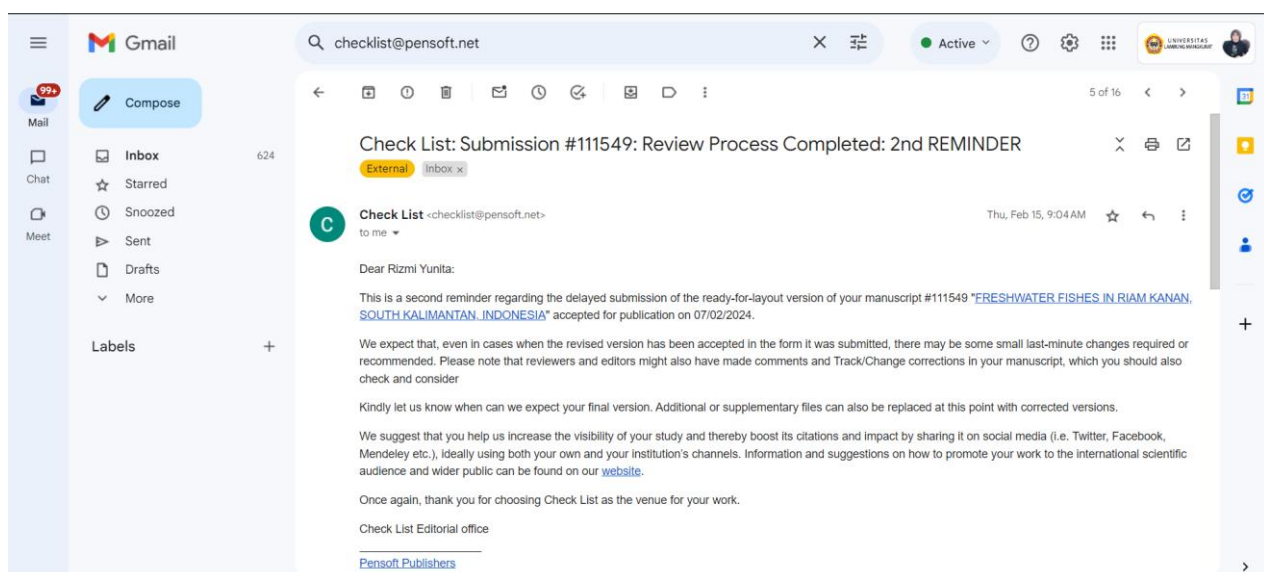 Gmail
checklist@pensoft.net
Active
UNIVERSITAS
LAMBUNG MANGKURAT
99+
Mail
Compose
5 of 16
31
Chat
Meet
Inbox 624
Starred
Snoozed
Sent
Drafts
More
Labels
Check List: Submission #111549: Review Process Completed: 2nd REMINDER
External Inbox x
C
Check List <checklist@pensoft.net>
Thu, Feb 15, 9:04 AM
to me
Dear Rizmi Yunita:
This is a second reminder regarding the delayed submission of the ready-for-layout version of your manuscript #111549 "FRESHWATER FISHES IN RIAM KANAN,
SOUTH KALIMANTAN, INDONESIA" accepted for publication on 07/02/2024.
We expect that, even in cases when the revised version has been accepted in the form it was submitted, there may be some small last-minute changes required or
recommended. Please note that reviewers and editors might also have made comments and Track/Change corrections in your manuscript, which you should also
check and consider
Kindly let us know when can we expect your final version. Additional or supplementary files can also be replaced at this point with corrected versions.
We suggest that you help us increase the visibility of your study and thereby boost its citations and impact by sharing it on social media (i.e. Twitter, Facebook,
Mendeley etc.), ideally using both your own and your institution's channels. Information and suggestions on how to promote your work to the international scientific
audience and wider public can be found on our website.
Once again, thank you for choosing Check List as the venue for your work.
Check List Editorial office
Pensoft Publishers